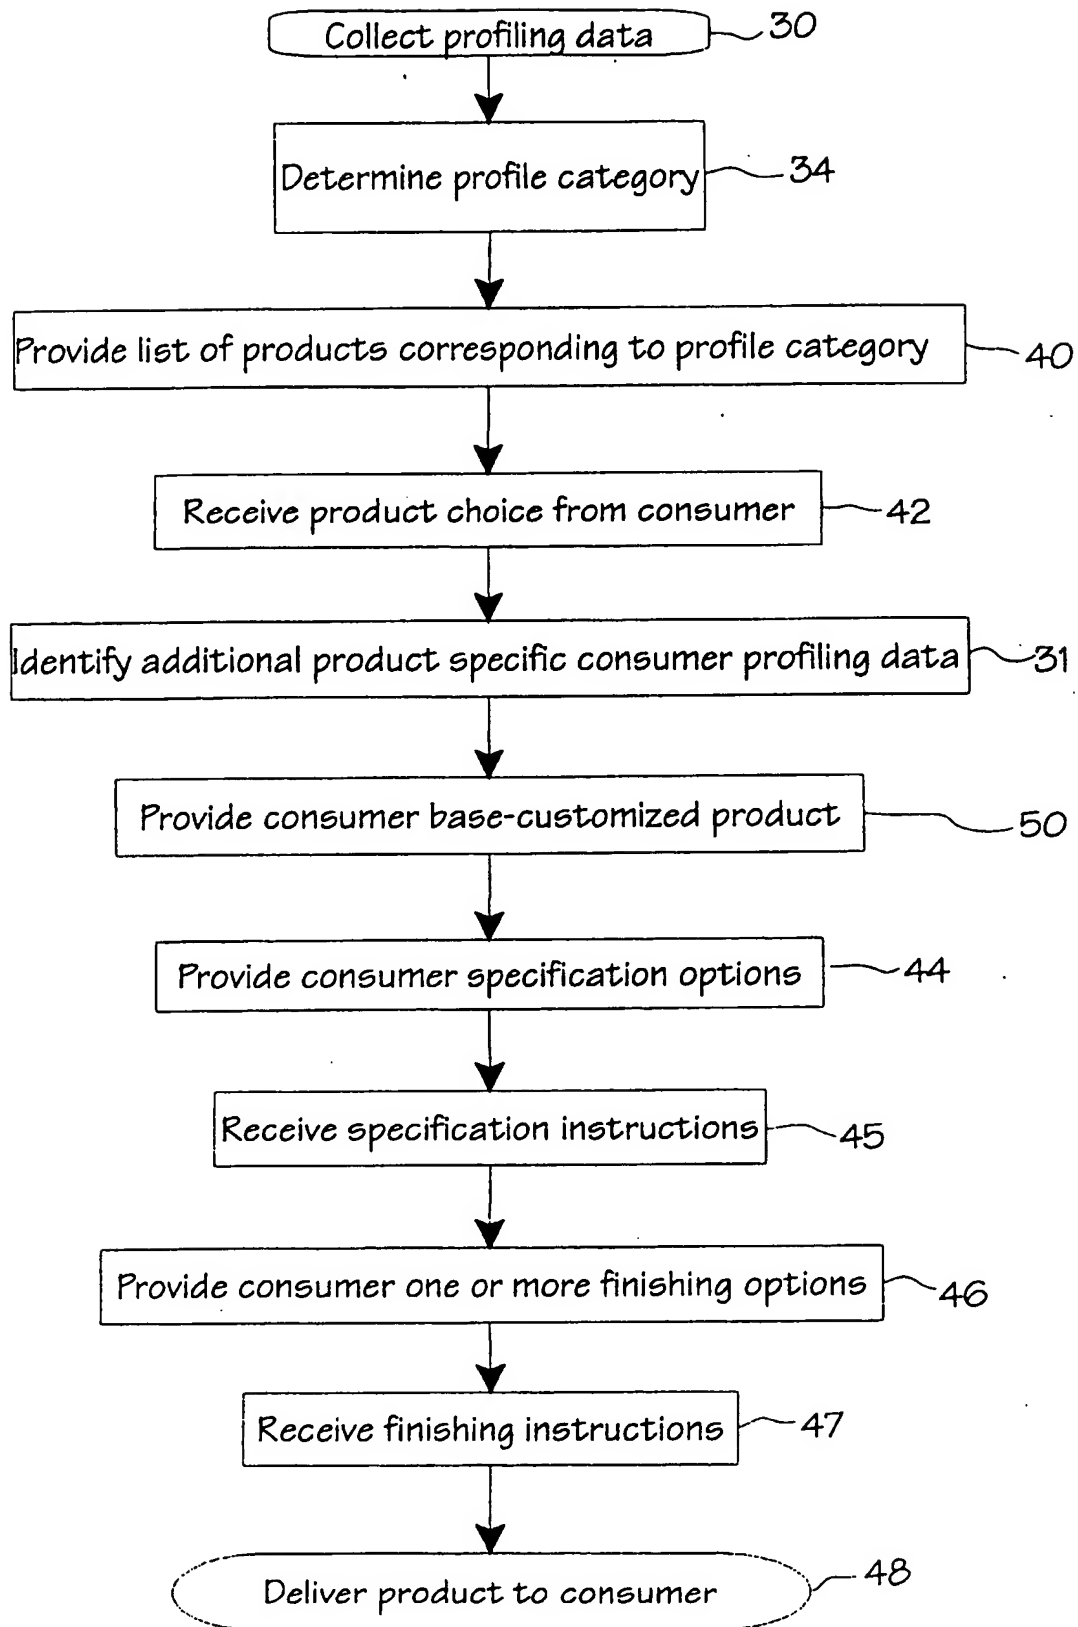 Collect profiling data 30
Determine profile category 34
Provide list of products corresponding to profile category 40
Receive product choice from consumer 42
Identify additional product specific consumer profiling data 31
Provide consumer base-customized product 50
Provide consumer specification options 44
Receive specification instructions 45
Provide consumer one or more finishing options 46
Receive finishing instructions 47
Deliver product to consumer 48